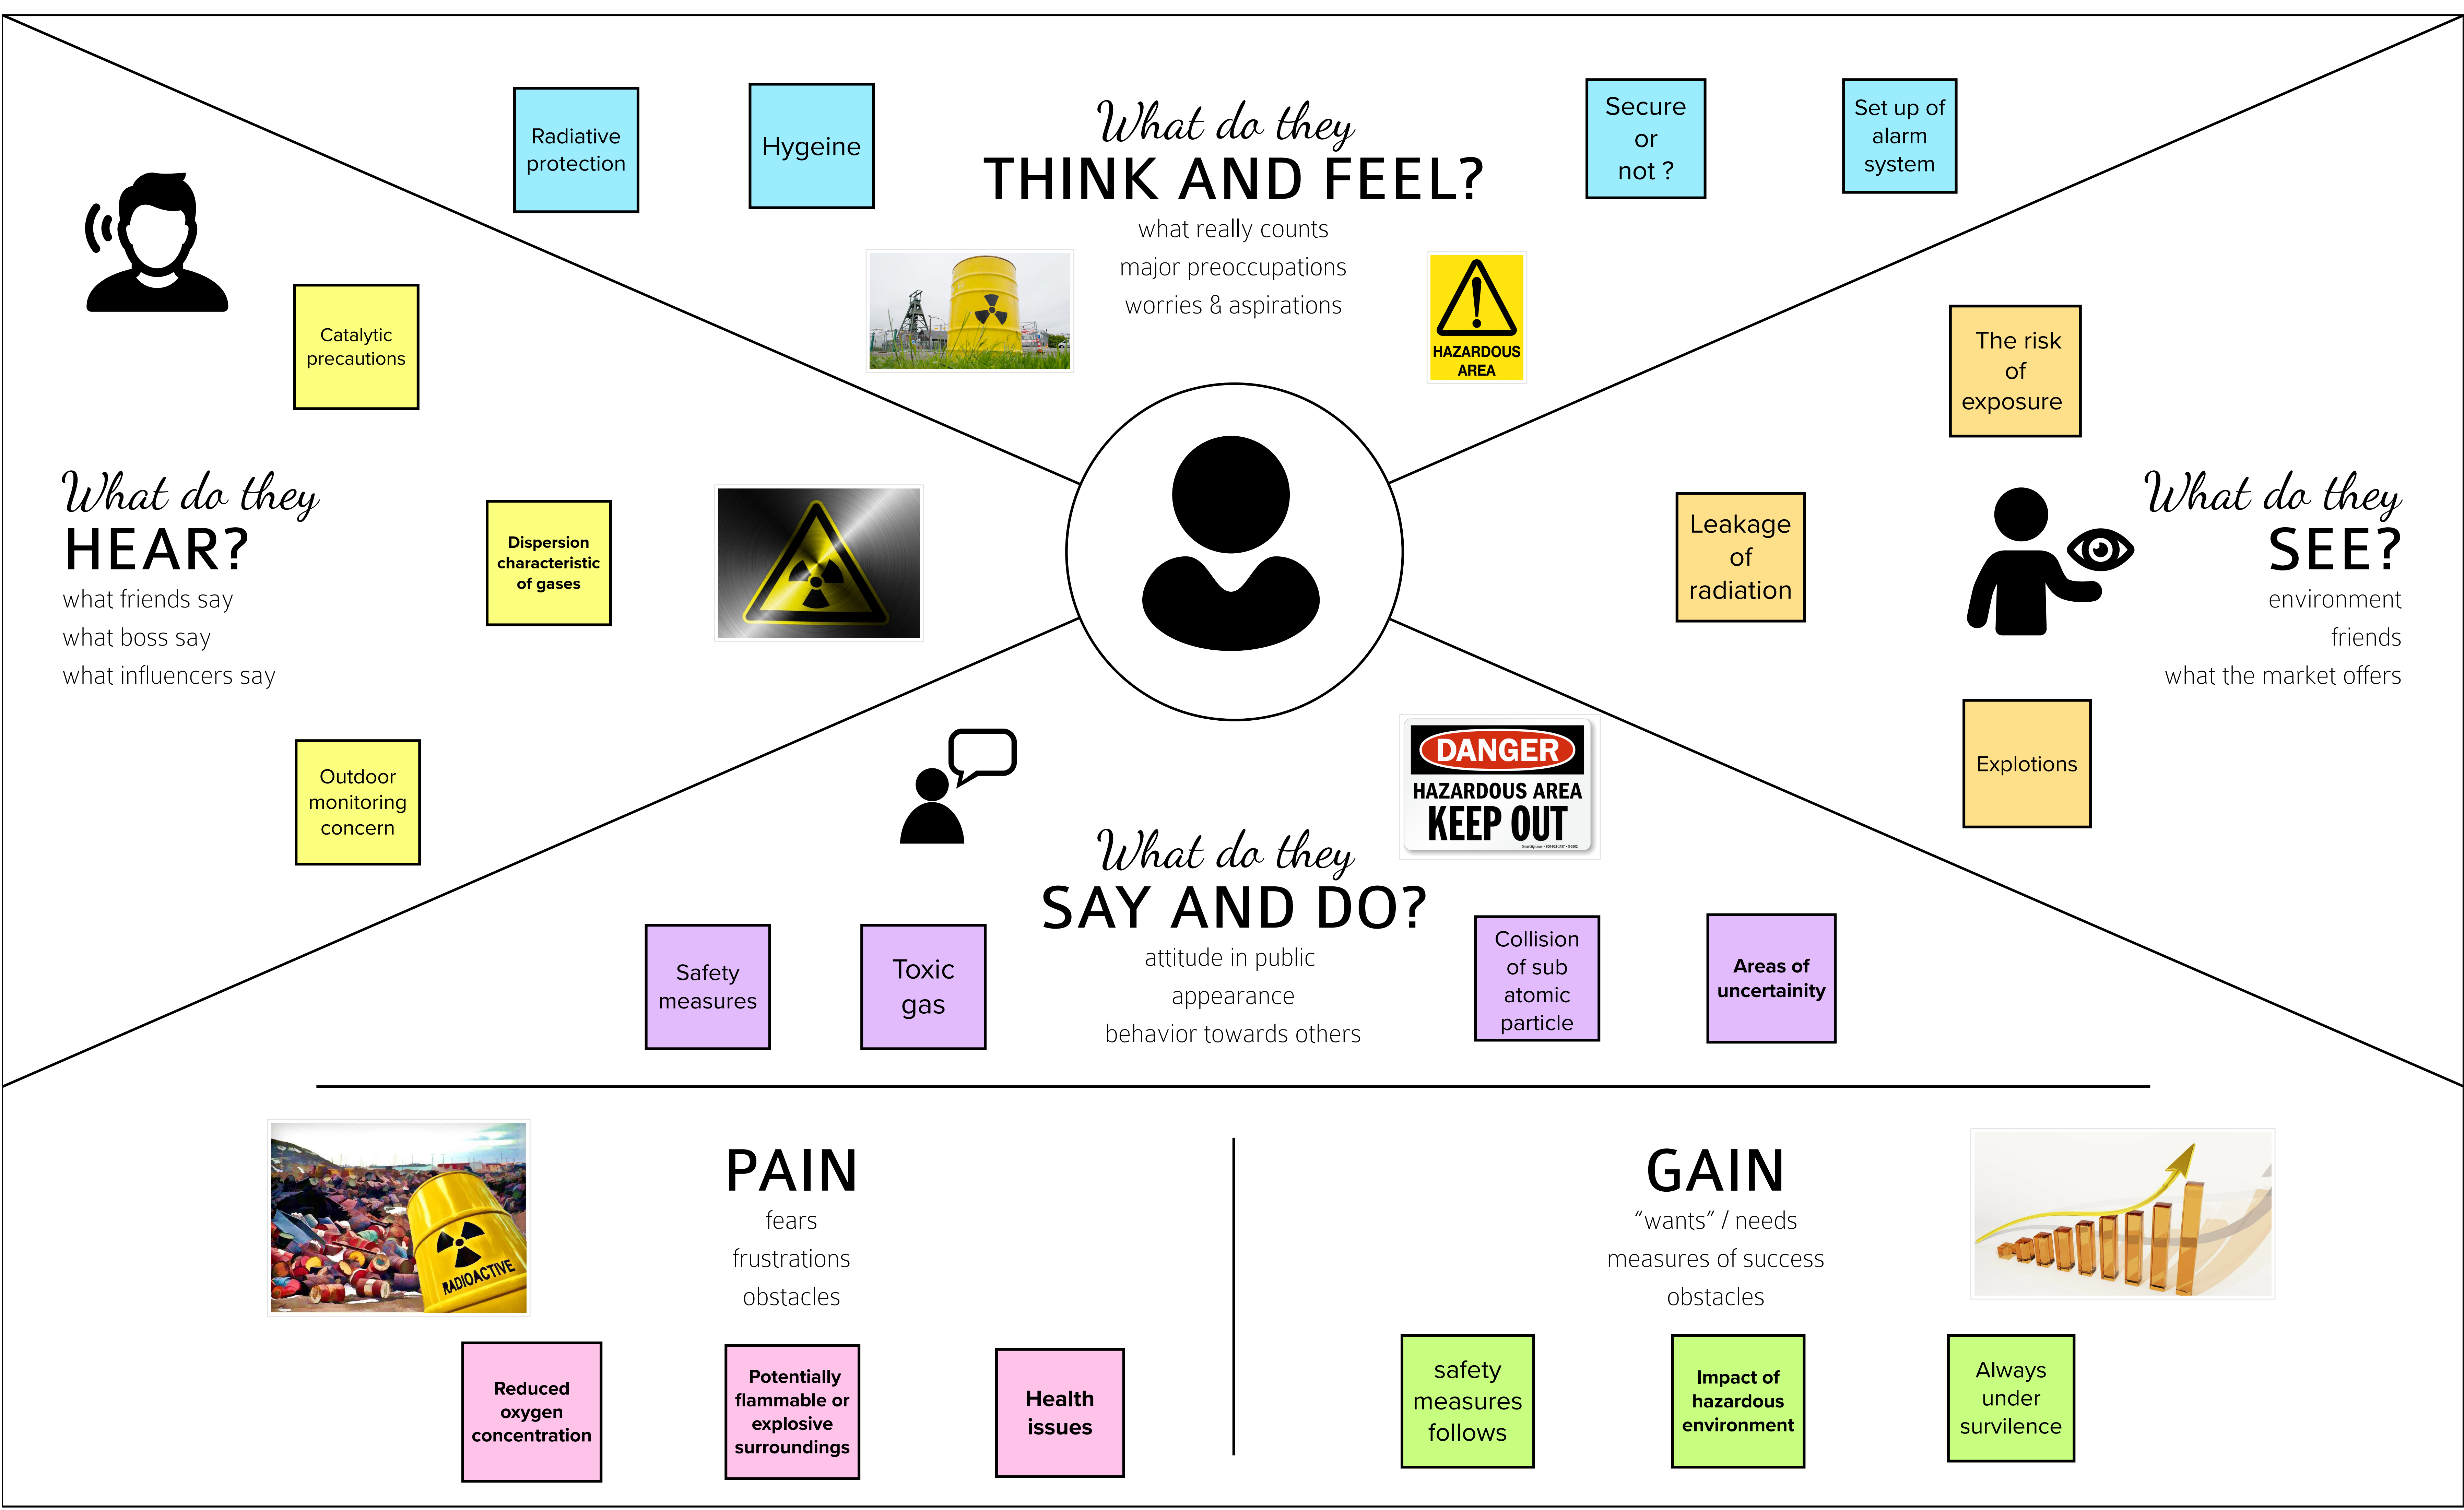 What do they
THINK AND FEEL?
what really counts
major preoccupations
worries & aspirations
Radiative
protection
Hygeine
Secure
or
not ?
Set up of
alarm
system
HAZARDOUS
AREA
What do they
HEAR?
what friends say
what boss say
what influencers say
Catalytic
precautions
Dispersion
characteristic
of gases
Outdoor
monitoring
concern
What do they
SEE?
environment
friends
what the market offers
The risk
of
exposure
Leakage
of
radiation
Explotions
What do they
SAY AND DO?
attitude in public
appearance
behavior towards others
DANGER
HAZARDOUS AREA
KEEP OUT
Safety
measures
Toxic
gas
Collision
of sub
atomic
particle
Areas of
uncertainity
PAIN
fears
frustrations
obstacles
RADIOACTIVE
Reduced
oxygen
concentration
Potentially
flammable or
explosive
surroundings
Health
issues
GAIN
“wants” / needs
measures of success
obstacles
safety
measures
follows
Impact of
hazardous
environment
Always
under
survilence